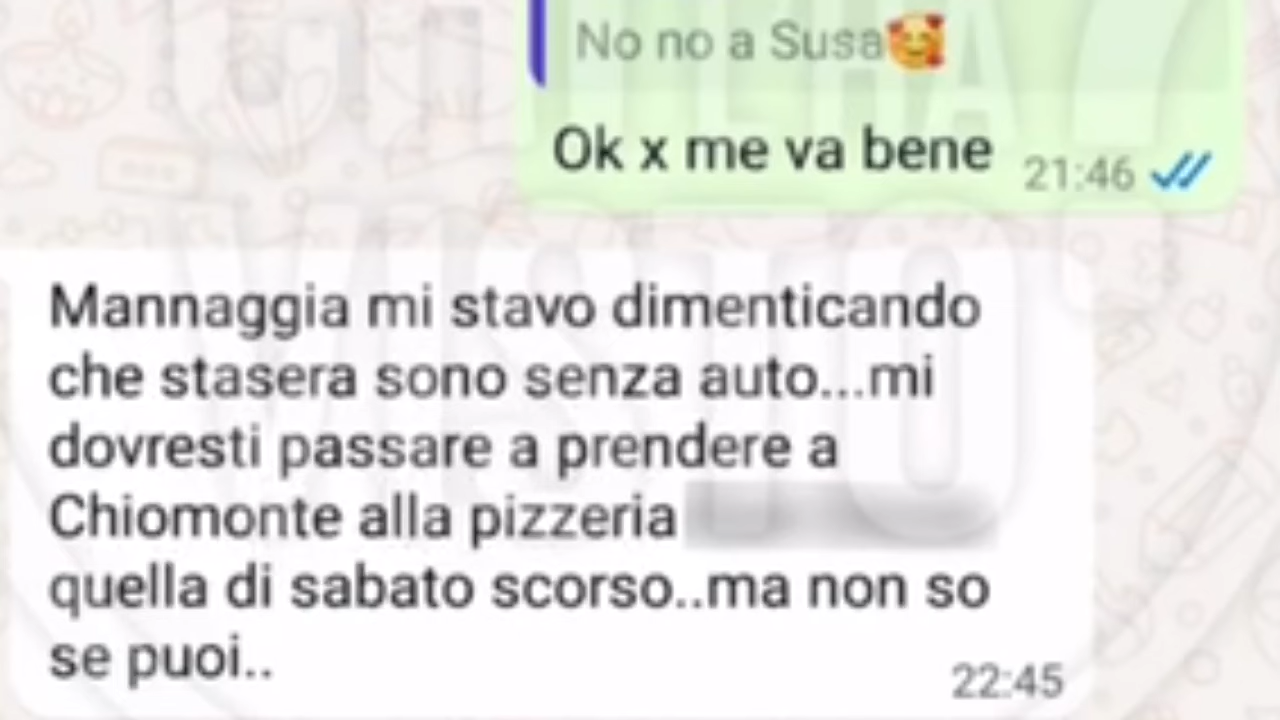 No no a Susa🥰
Ok x me va bene
21:46
Mannaggia mi stavo dimenticando
che stasera sono senza auto...mi
dovresti passare a prendere a
Chiomonte alla pizzeria
quella di sabato scorso..ma non so
se puoi..
22:45